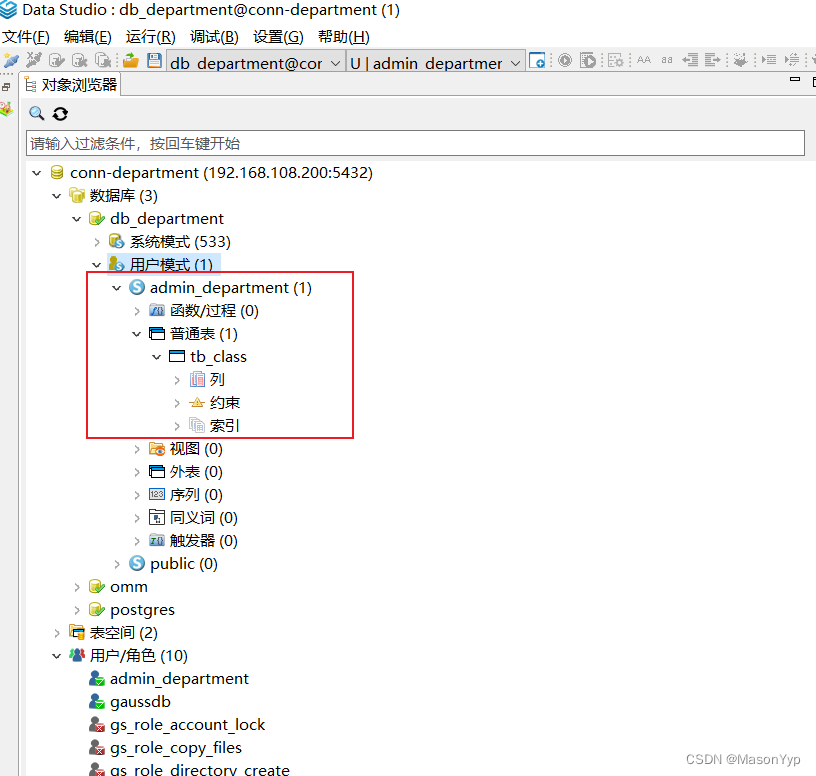 Data Studio : db_department@conn-department (1)
文件(F) 编辑(E) 运行(R) 调试(B) 设置(G) 帮助(H)
db_department@cor U | admin_departmer AA aa
对象浏览器
请输入过滤条件，按回车键开始
conn-department (192.168.108.200:5432)
数据库 (3)
db_department
系统模式 (533)
用户模式 (1)
admin_department (1)
函数/过程 (0)
普通表 (1)
tb_class
列
约束
索引
视图 (0)
外表 (0)
序列 (0)
同义词 (0)
触发器 (0)
public (0)
omm
postgres
表空间 (2)
用户/角色 (10)
admin_department
gaussdb
gs_role_account_lock
gs_role_copy_files
gs_role_directory_create
CSDN @MasonYyp